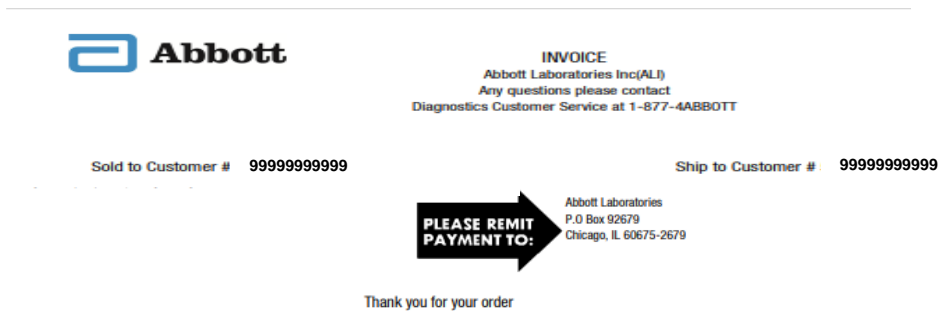 Abbott
INVOICE
Abbott Laboratories Inc(ALI)
Any questions please contact
Diagnostics Customer Service at 1-877-4ABBOTT
Sold to Customer # 99999999999
Ship to Customer # 99999999999
PLEASE REMIT
PAYMENT TO:
Abbott Laboratories
P.O Box 92679
Chicago, IL 60675-2679
Thank you for your order